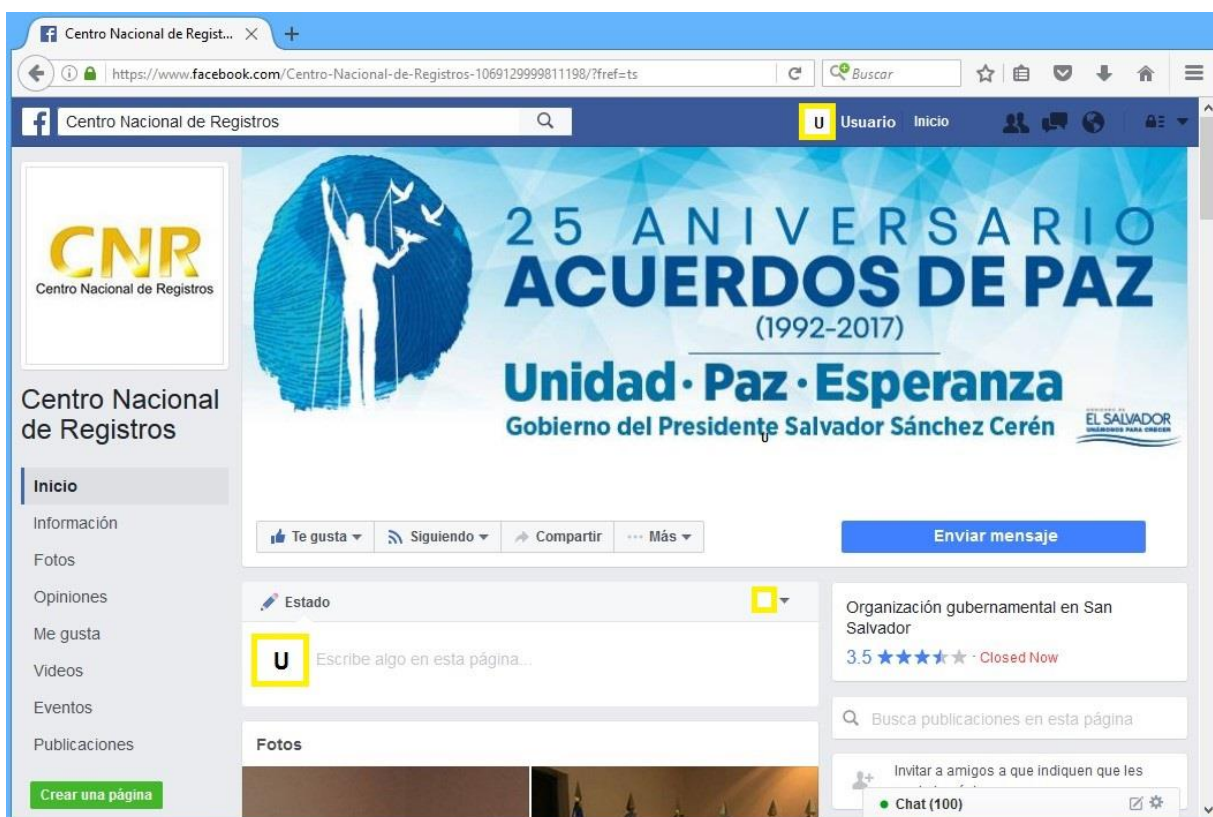 Centro Nacional de Regist...
https://www.facebook.com/Centro-Nacional-de-Registros-1069129999811198/?fref=ts
Buscar
Centro Nacional de Registros
U Usuario Inicio
CNR
Centro Nacional de Registros
25 ANIVERSARIO
ACUERDOS DE PAZ
(1992-2017)
Unidad · Paz · Esperanza
Gobierno del Presidente Salvador Sánchez Cerén
EL SALVADOR
UNÁMONOS PARA CRECER
U
Centro Nacional
de Registros
Inicio
Información
Fotos
Opiniones
Me gusta
Videos
Eventos
Publicaciones
Crear una página
Te gusta
Siguiendo
Compartir
Más
Enviar mensaje
Estado
U
Escribe algo en esta página...
Fotos
Organización gubernamental en San
Salvador
3.5 · Closed Now
Busca publicaciones en esta página
Invitar a amigos a que indiquen que les
Chat (100)